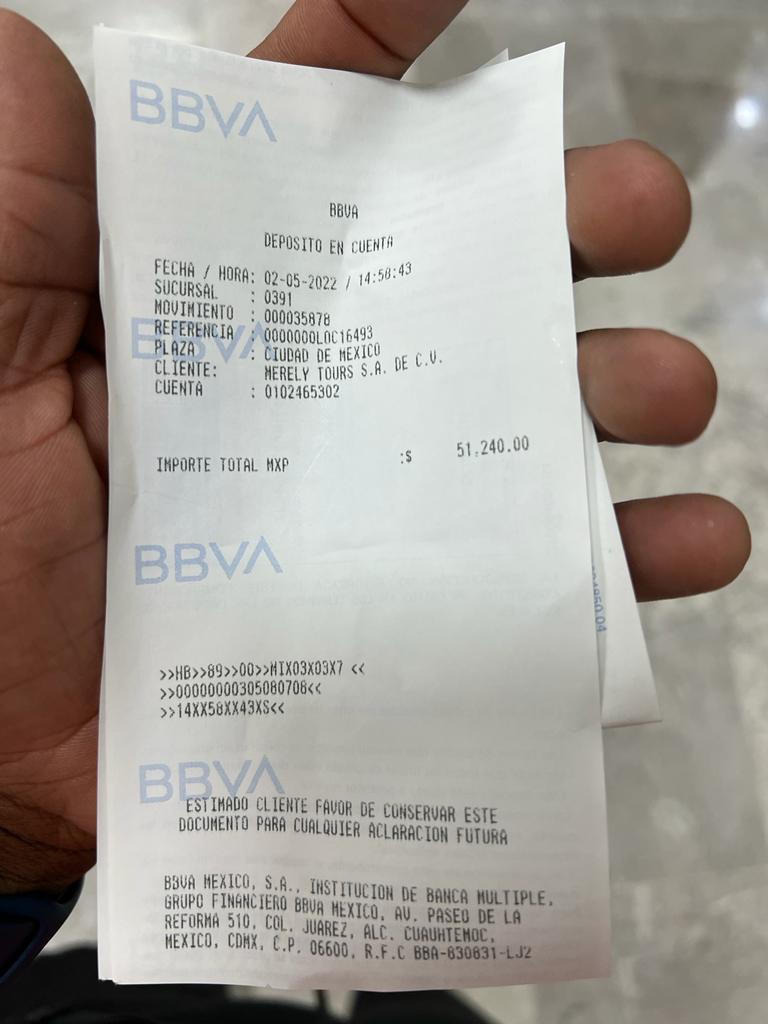 BBVA
BBVA
DEPOSITO EN CUENTA
FECHA / HORA: 02-05-2022 / 14:58:43
SUCURSAL : 0391
MOVIMIENTO : 000035878
REFERENCIA : 0000000LOC16493
BBVA
PLAZA : CIUDAD DE MEXICO
CLIENTE: MERELY TOURS S.A. DE C.V.
CUENTA : 0102465302
IMPORTE TOTAL MXP :$ 51,240.00
BBVA
>>HB>>89>>00>>MIX03X03X7 <<
>>00000000305080708<<
>>14XX58XX43XS<<
BBVA
ESTIMADO CLIENTE FAVOR DE CONSERVAR ESTE
DOCUMENTO PARA CUALQUIER ACLARACION FUTURA
BBVA MEXICO, S.A., INSTITUCION DE BANCA MULTIPLE,
GRUPO FINANCIERO BBVA MEXICO, AV. PASEO DE LA
REFORMA 510, COL. JUAREZ, ALC. CUAUHTEMOC,
MEXICO, CDMX, C.P. 06600, R.F.C BBA-830831-LJ2